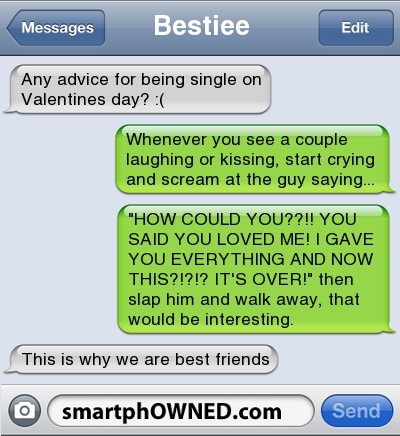 Messages
Bestiee
Edit
Any advice for being single on
Valentines day? :(
Whenever you see a couple
laughing or kissing, start crying
and scream at the guy saying...
"HOW COULD YOU??!! YOU
SAID YOU LOVED ME! I GAVE
YOU EVERYTHING AND NOW
THIS?!?!? IT'S OVER!" then
slap him and walk away, that
would be interesting.
This is why we are best friends
smartphOWNED.com
Send